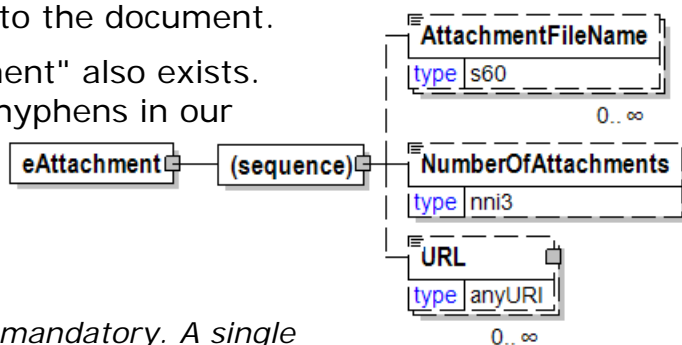 to the document.
ment" also exists.
hyphens in our
AttachmentFileName
type s60
0.. ∞
eAttachment
(sequence)
NumberOfAttachments
type nni3
URL
type anyURI
0.. ∞
mandatory. A single